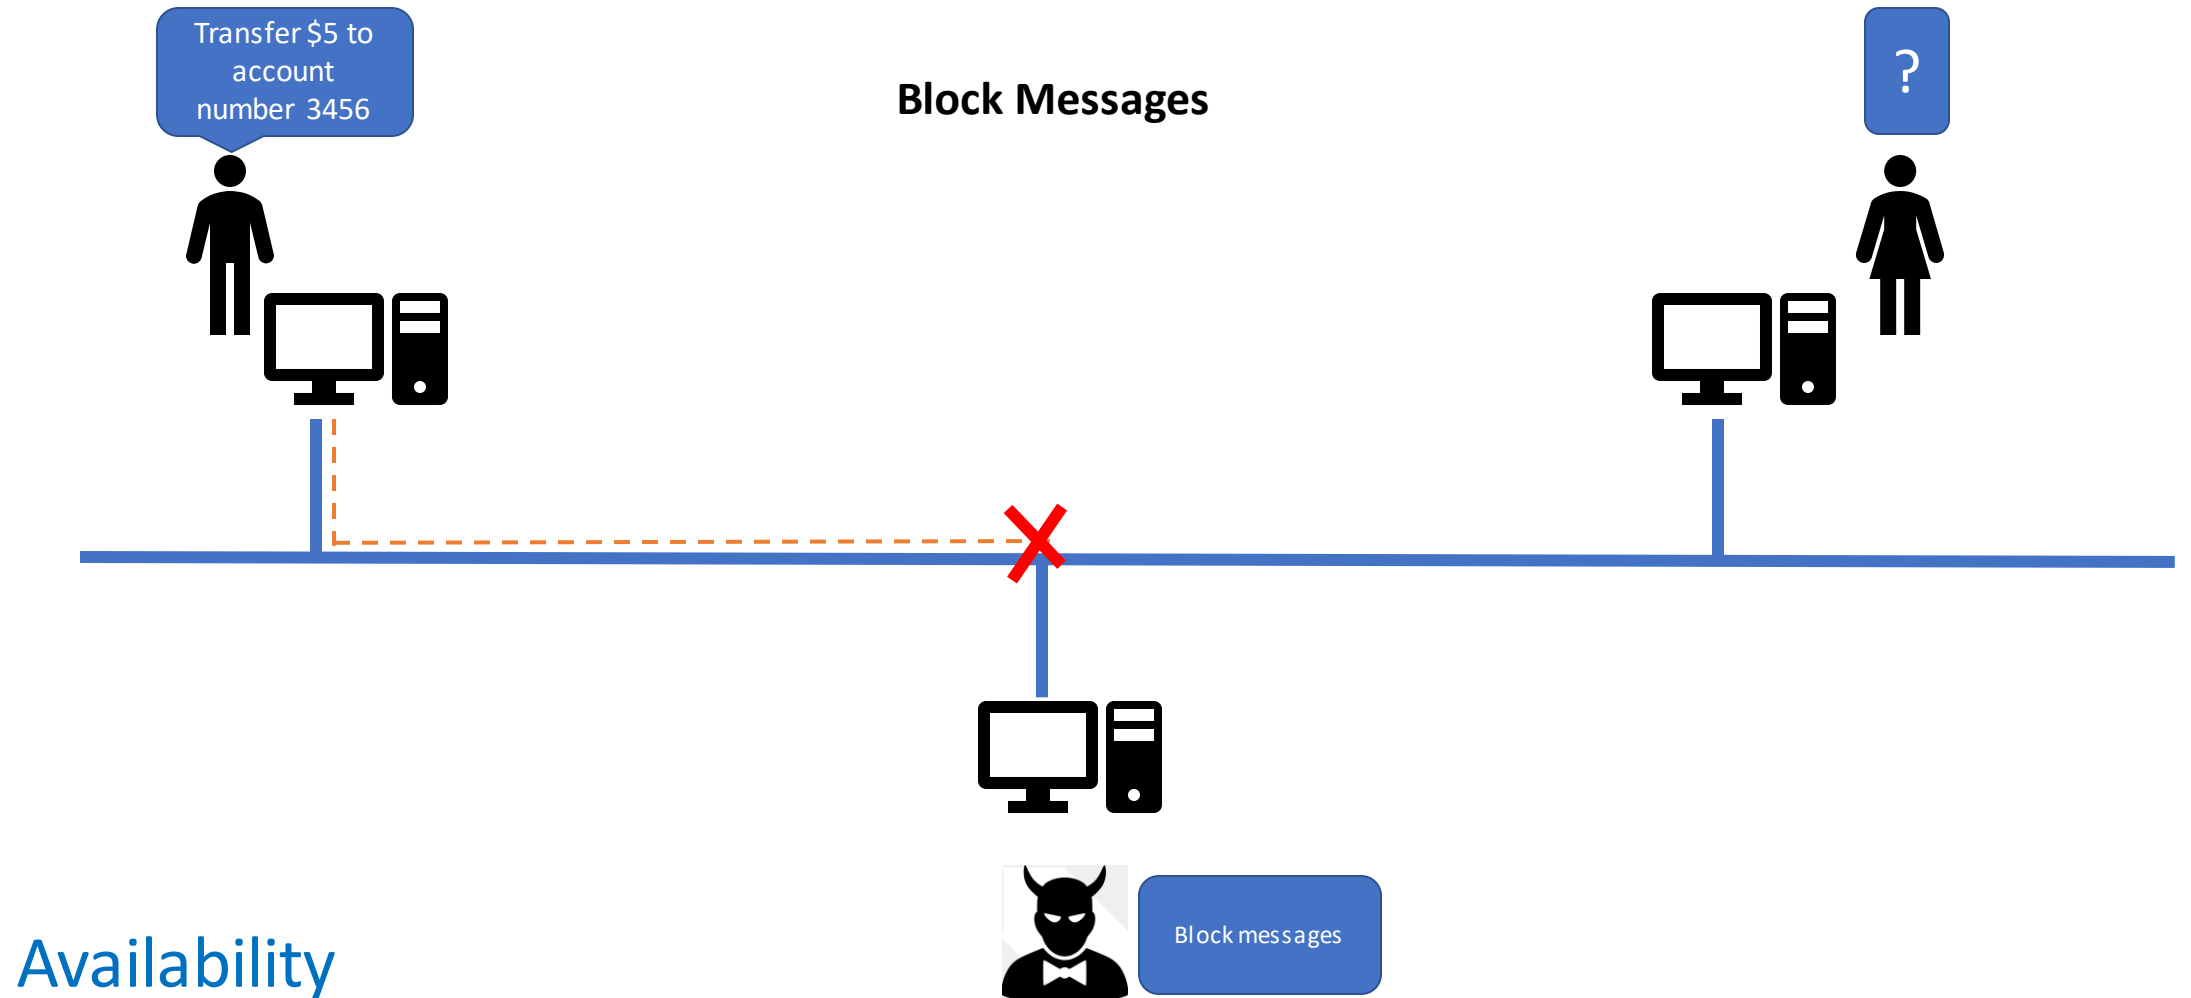 Transfer $5 to
account
number 3456
Block Messages
?
Block messages
Availability